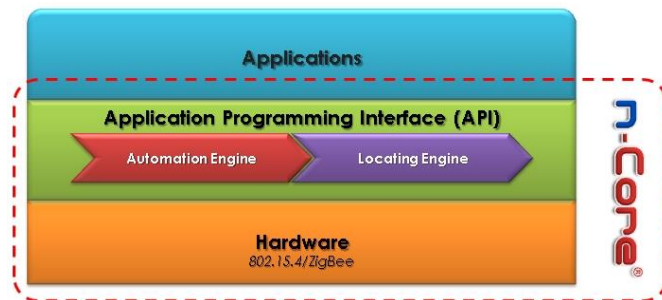 Applications
Application Programming Interface (API)
Automation Engine
Locating Engine
Hardware
802.15.4/ZigBee
n-Core®